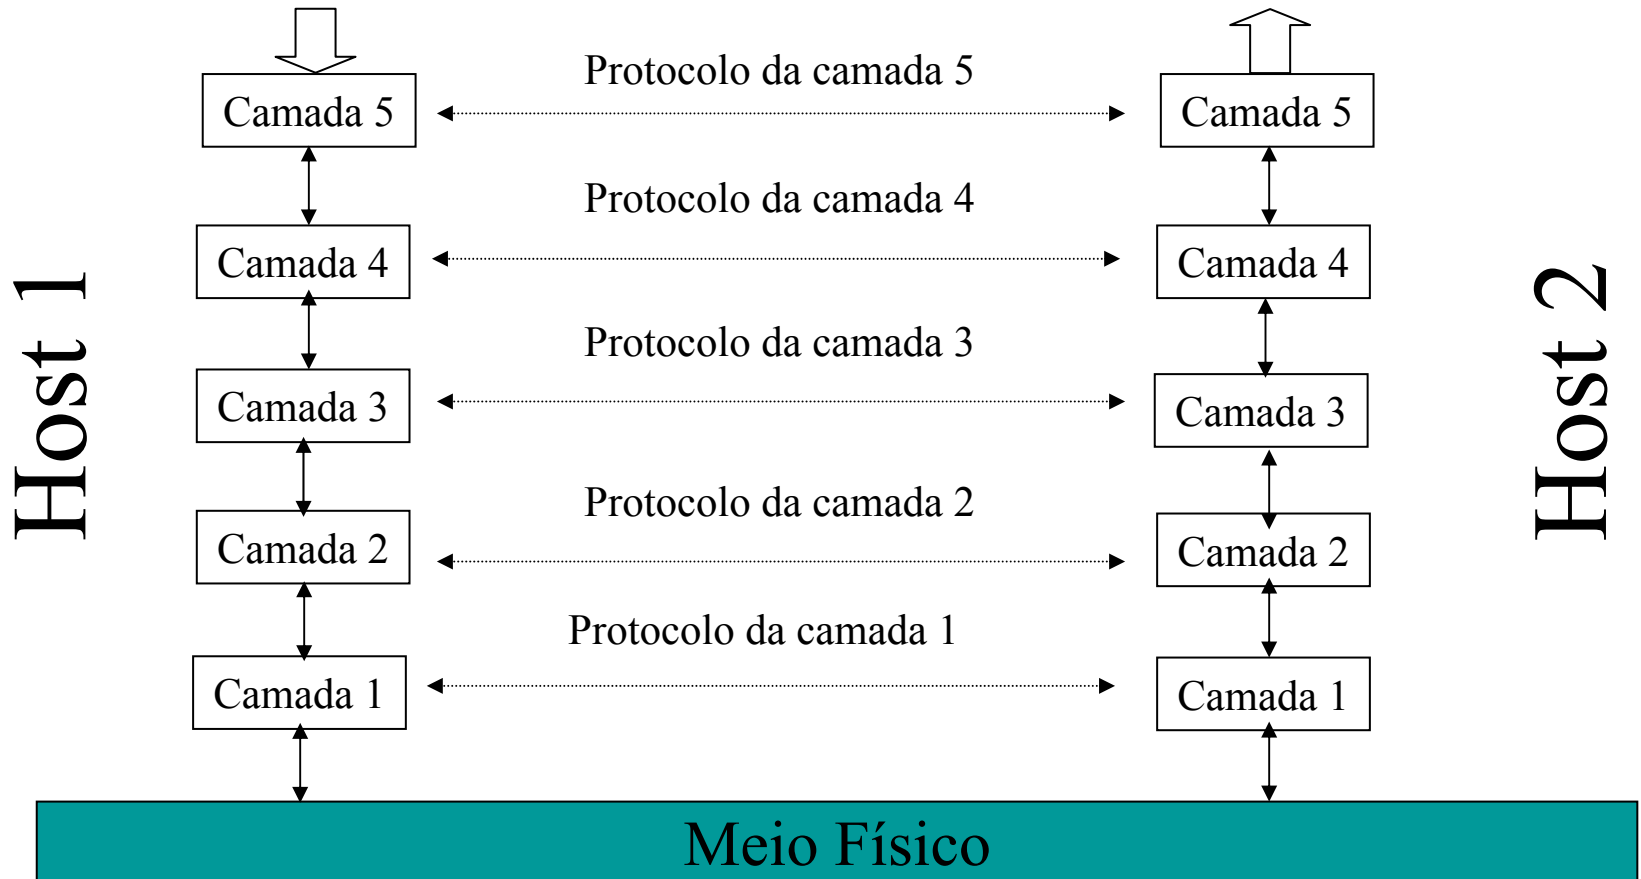 Protocolo da camada 5
Camada 5
Camada 5
Protocolo da camada 4
Camada 4
Camada 4
Host 1
Host 2
Protocolo da camada 3
Camada 3
Camada 3
Protocolo da camada 2
Camada 2
Camada 2
Protocolo da camada 1
Camada 1
Camada 1
Meio Físico